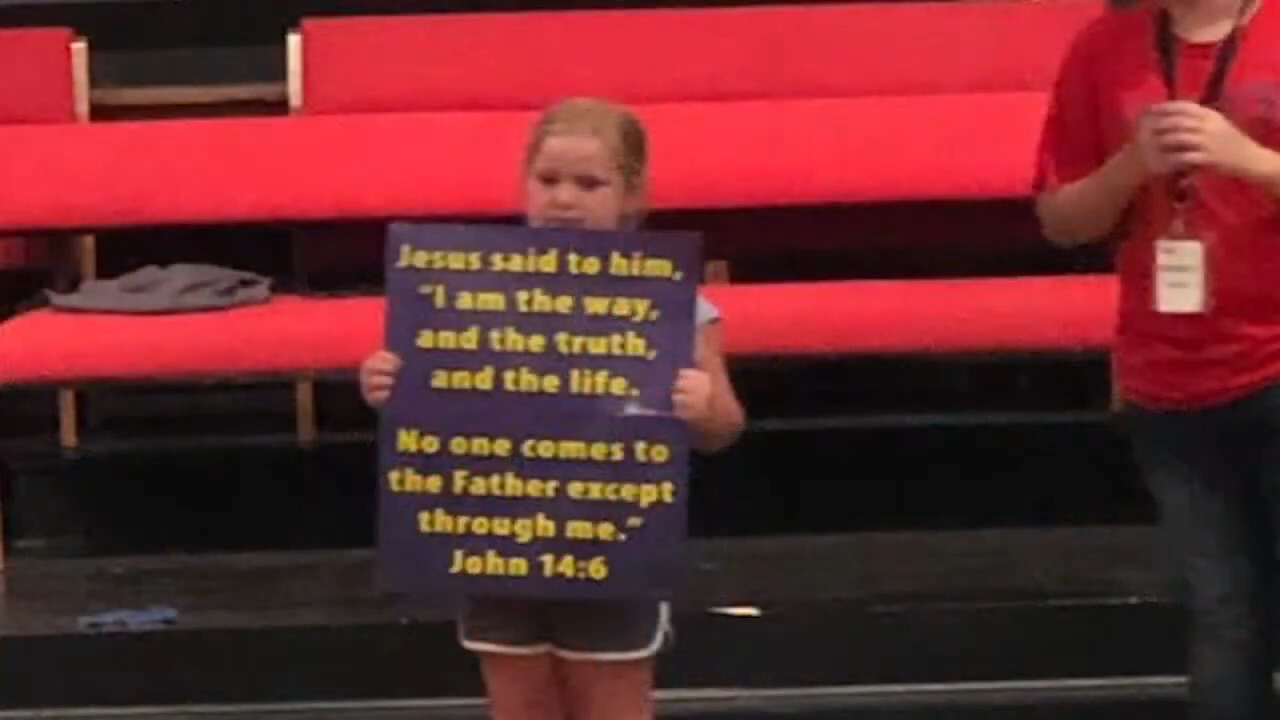 Jesus said to him,
"I am the way,
and the truth,
and the life.
No one comes to
the Father except
through me."
John 14:6